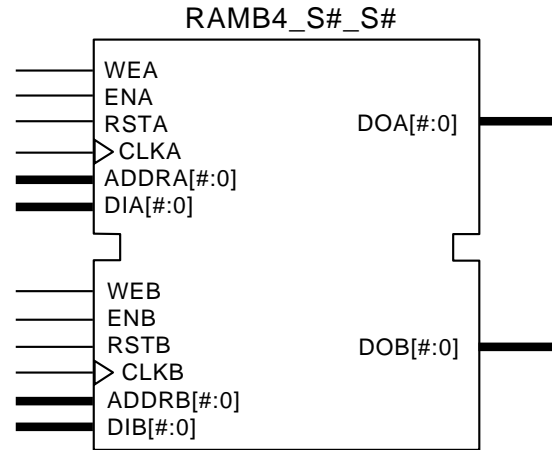 RAMB4_S#_S#
WEA
ENA
RSTA
DOA[#:0]
CLKA
ADDRA[#:0]
DIA[#:0]
WEB
ENB
RSTB
DOB[#:0]
CLKB
ADDRB[#:0]
DIB[#:0]